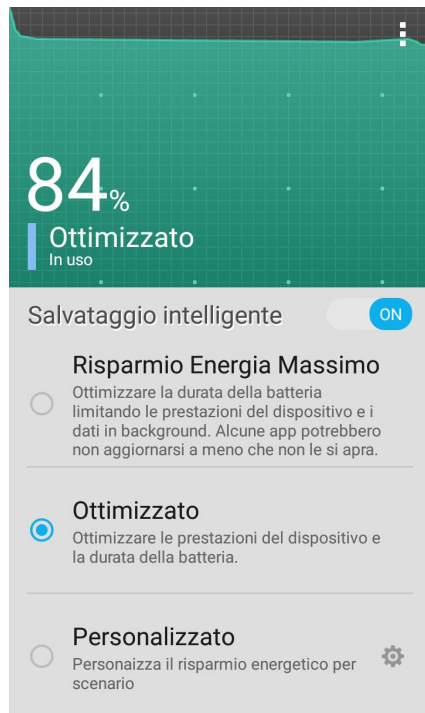 84%
Ottimizzato
In uso
Salvataggio intelligente
ON
Risparmio Energia Massimo
Ottimizzare la durata della batteria
limitando le prestazioni del dispositivo e i
dati in background. Alcune app potrebbero
non aggiornarsi a meno che non le si apra.
Ottimizzato
Ottimizzare le prestazioni del dispositivo e
la durata della batteria.
Personalizzato
Personaizza il risparmio energetico per
scenario